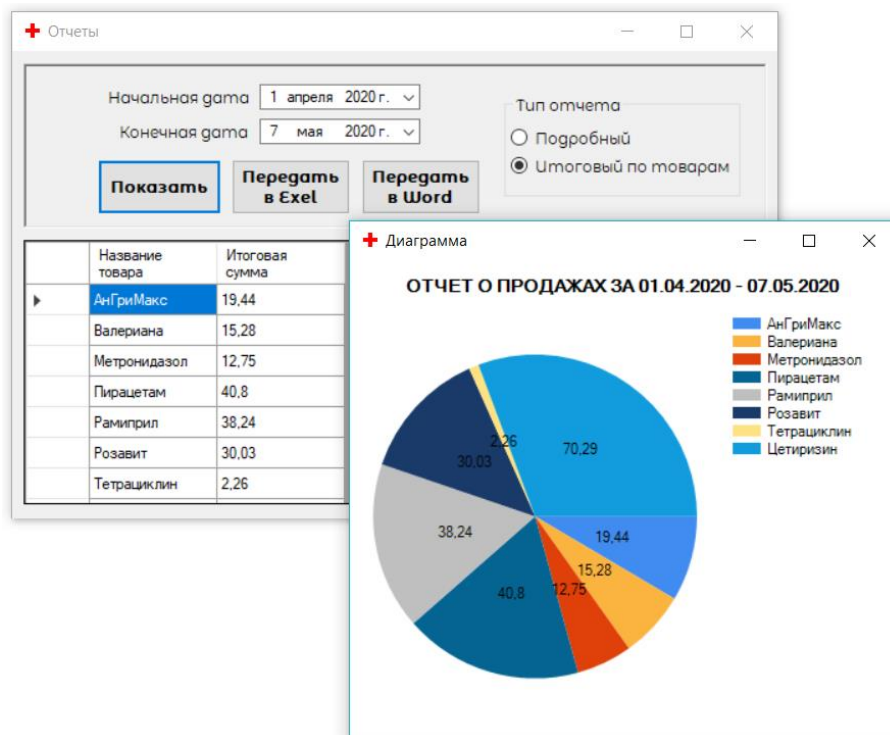 Отчеты
Начальная дата 1 апреля 2020 г.
Конечная дата 7 мая 2020 г.
Тип отчета
Подробный
Итоговый по товарам
Показать
Передать в Exel
Передать в Word
Название товара Итоговая сумма
АнГриМакс 19,44
Валериана 15,28
Метронидазол 12,75
Пирацетам 40,8
Рамиприл 38,24
Розавит 30,03
Тетрациклин 2,26
Диаграмма
ОТЧЕТ О ПРОДАЖАХ ЗА 01.04.2020 - 07.05.2020
АнГриМакс
Валериана
Метронидазол
Пирацетам
Рамиприл
Розавит
Тетрациклин
Цетиризин
2,26
70,29
30,03
38,24
19,44
15,28
12,75
40,8